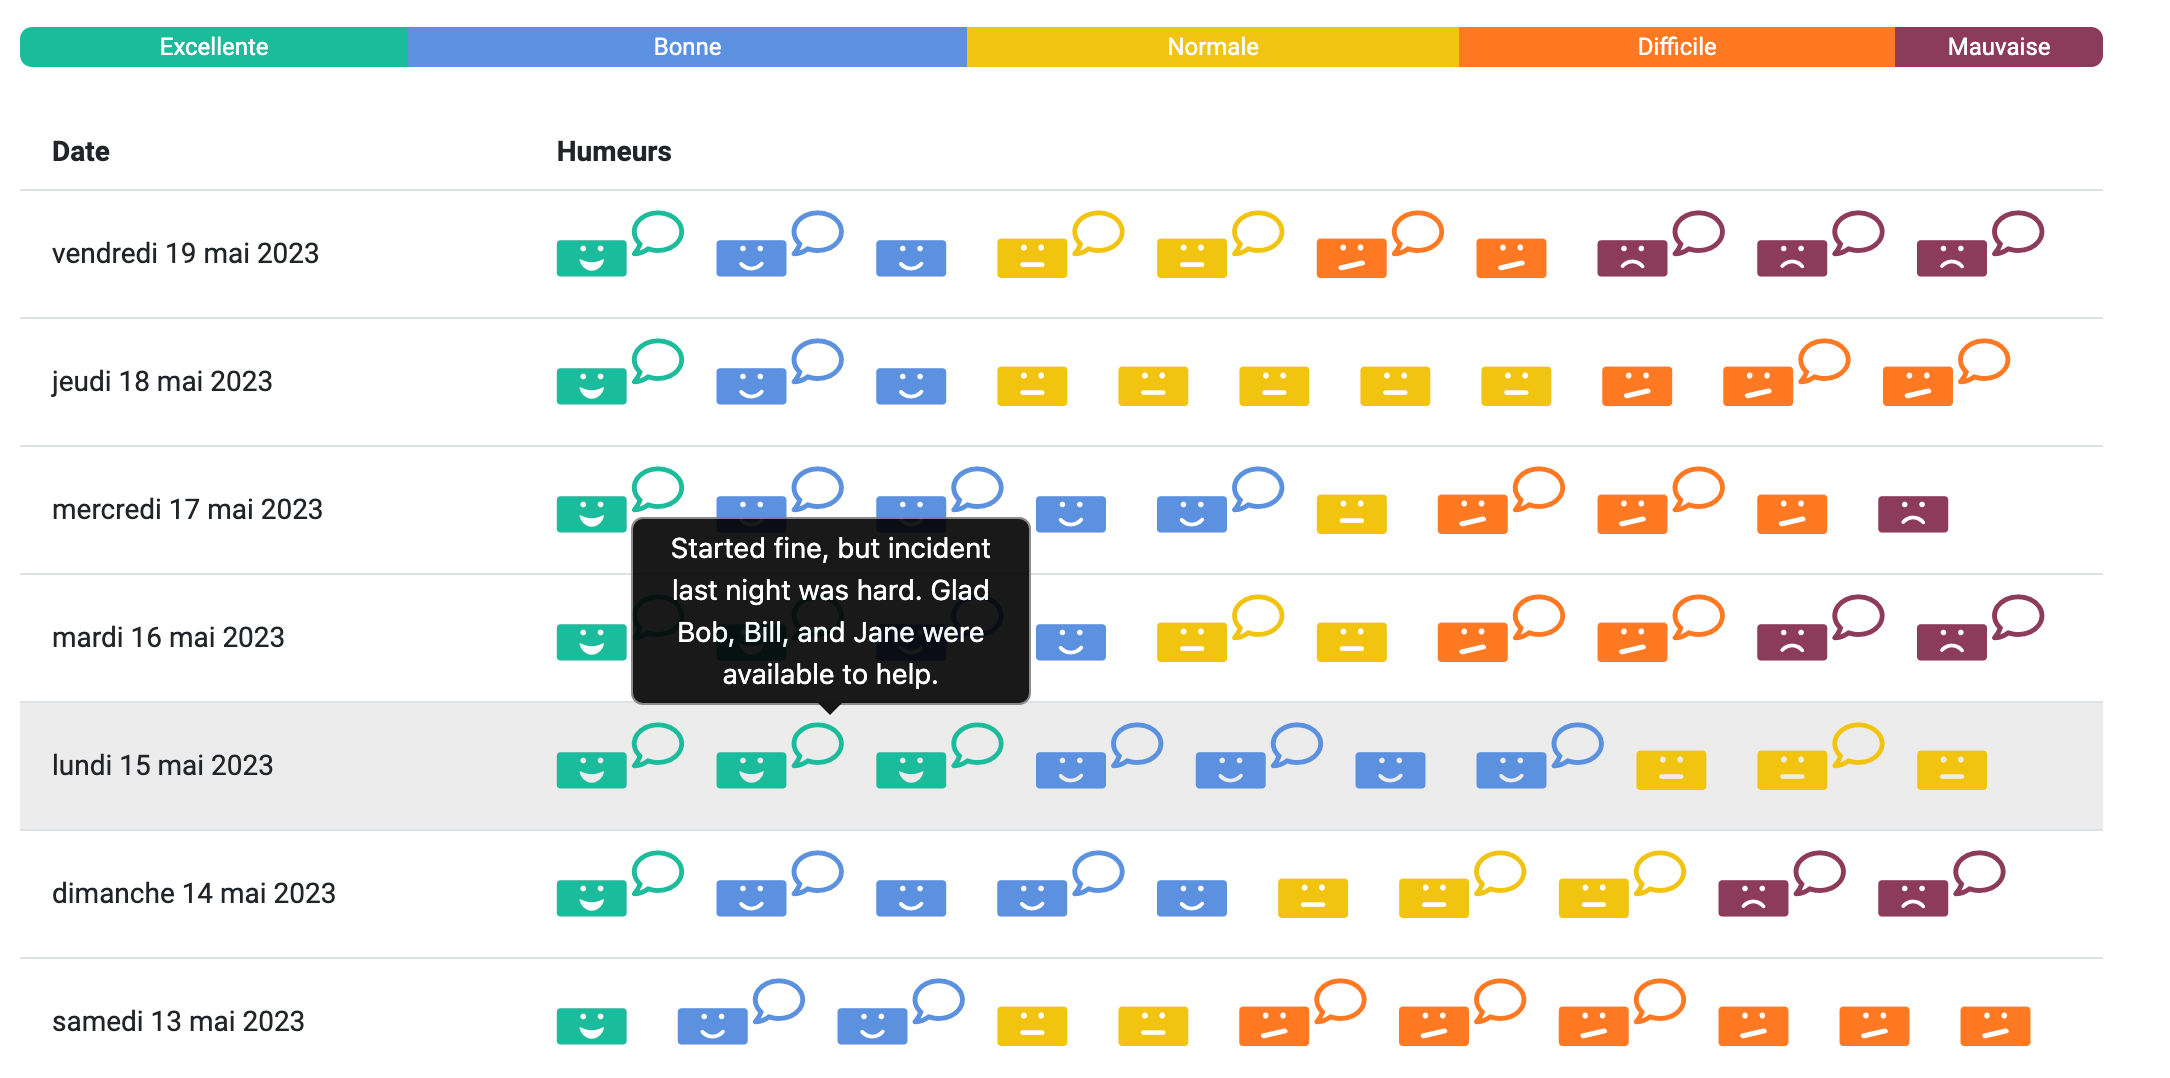 Excellente Bonne Normale Difficile Mauvaise
Date Humeurs
vendredi 19 mai 2023
jeudi 18 mai 2023
mercredi 17 mai 2023
Started fine, but incident
last night was hard. Glad
Bob, Bill, and Jane were
available to help.
mardi 16 mai 2023
lundi 15 mai 2023
dimanche 14 mai 2023
samedi 13 mai 2023